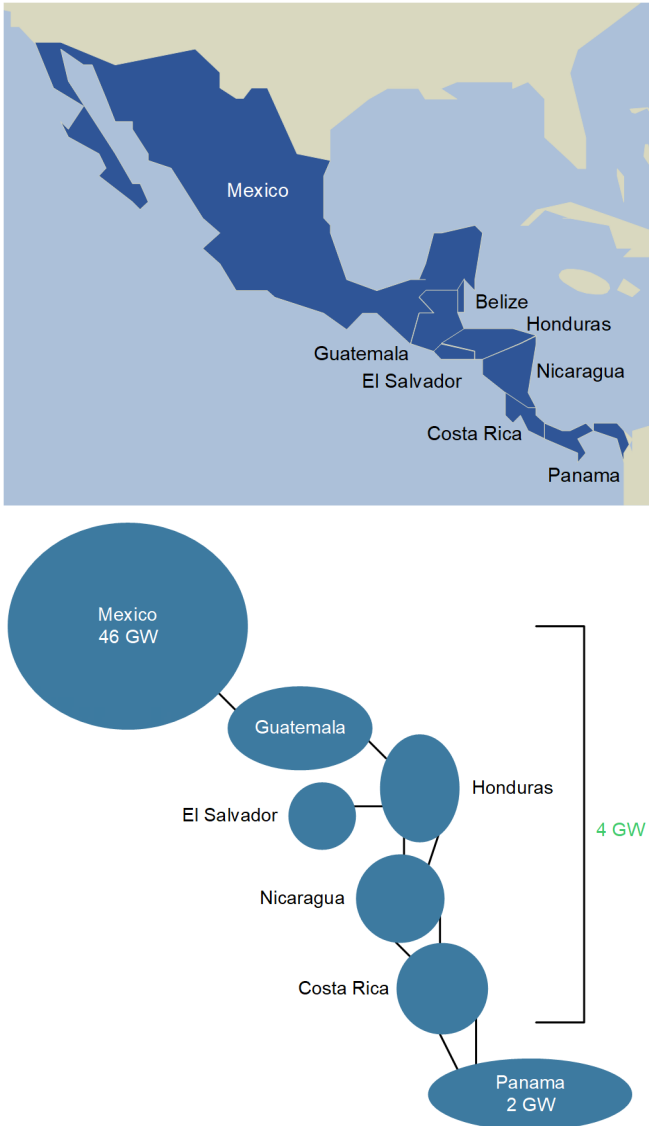 Mexico
Belize
Honduras
Guatemala
Nicaragua
El Salvador
Costa Rica
Panama
Mexico
46 GW
Guatemala
Honduras
El Salvador
4 GW
Nicaragua
Costa Rica
Panama
2 GW